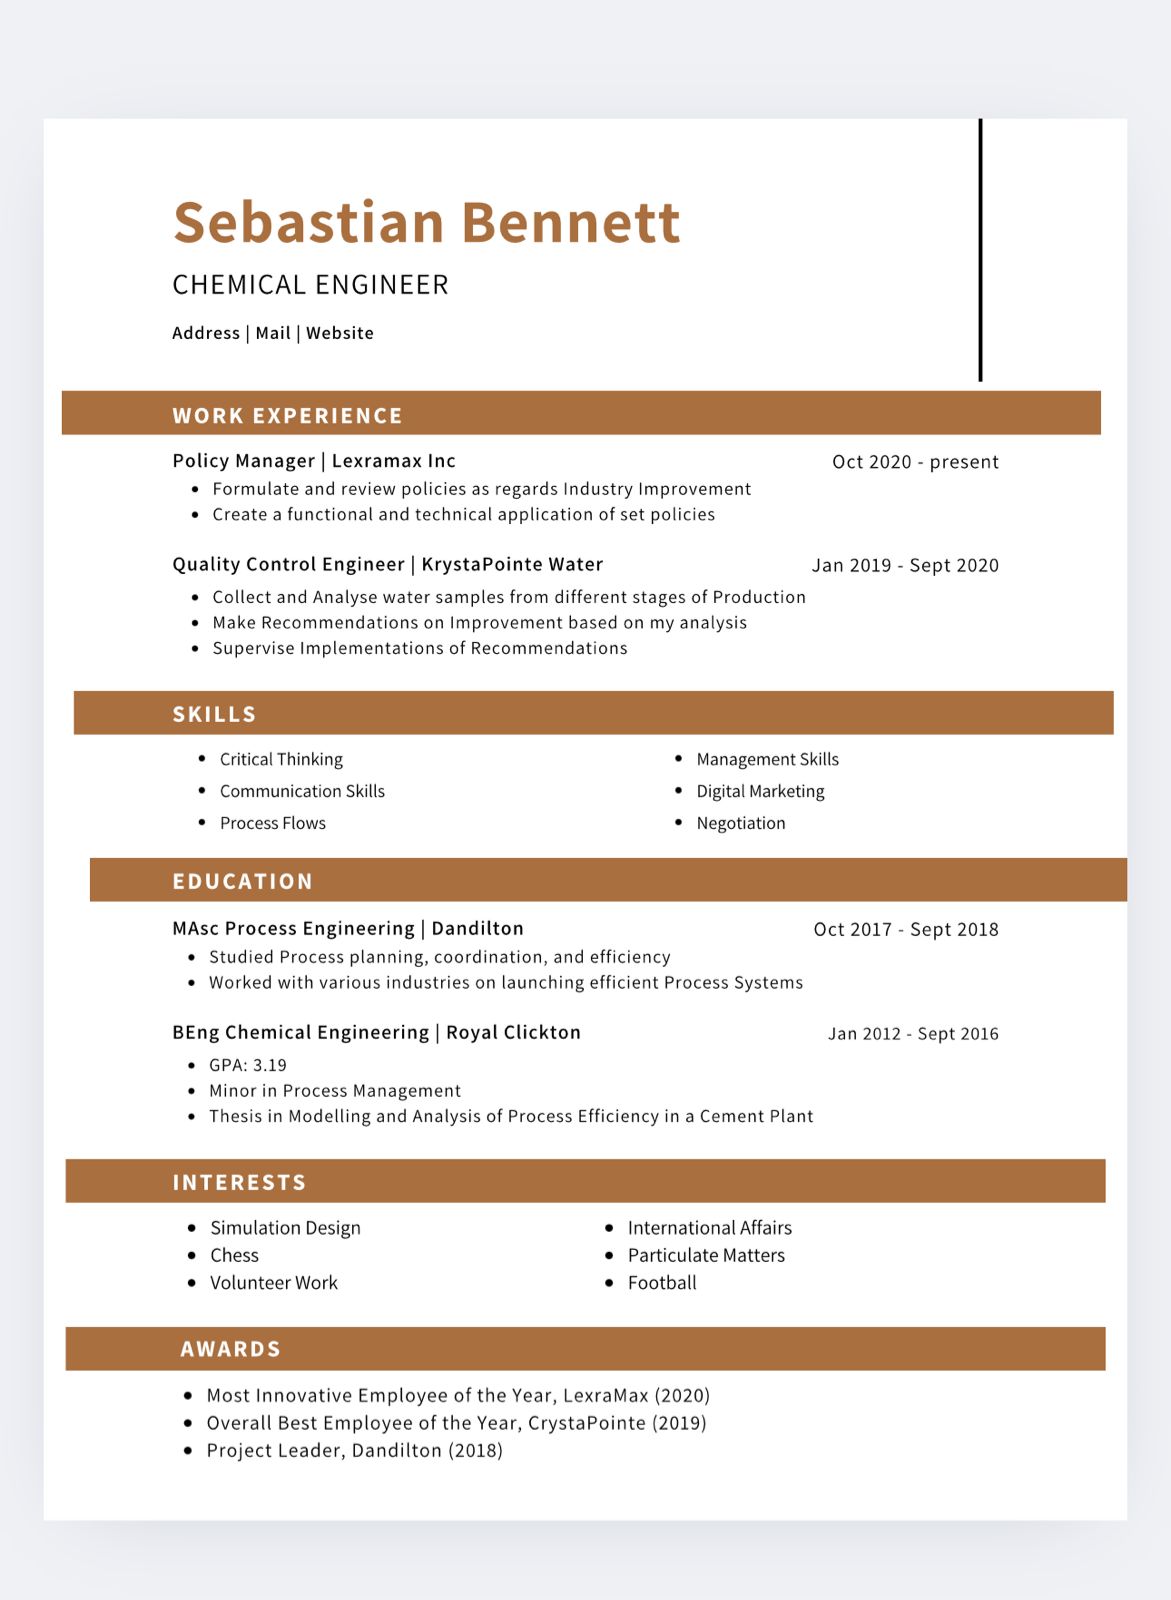 Sebastian Bennett
CHEMICAL ENGINEER
Address | Mail | Website
WORK EXPERIENCE
Policy Manager | Lexramax Inc Oct 2020 - present
• Formulate and review policies as regards Industry Improvement
• Create a functional and technical application of set policies
Quality Control Engineer | KrystaPointe Water Jan 2019 - Sept 2020
• Collect and Analyse water samples from different stages of Production
• Make Recommendations on Improvement based on my analysis
• Supervise Implementations of Recommendations
SKILLS
• Critical Thinking
• Communication Skills
• Process Flows
• Management Skills
• Digital Marketing
• Negotiation
EDUCATION
MAsc Process Engineering | Dandilton Oct 2017 - Sept 2018
• Studied Process planning, coordination, and efficiency
• Worked with various industries on launching efficient Process Systems
BEng Chemical Engineering | Royal Clickton Jan 2012 - Sept 2016
• GPA: 3.19
• Minor in Process Management
• Thesis in Modelling and Analysis of Process Efficiency in a Cement Plant
INTERESTS
• Simulation Design
• Chess
• Volunteer Work
• International Affairs
• Particulate Matters
• Football
AWARDS
• Most Innovative Employee of the Year, LexraMax (2020)
• Overall Best Employee of the Year, CrystaPointe (2019)
• Project Leader, Dandilton (2018)